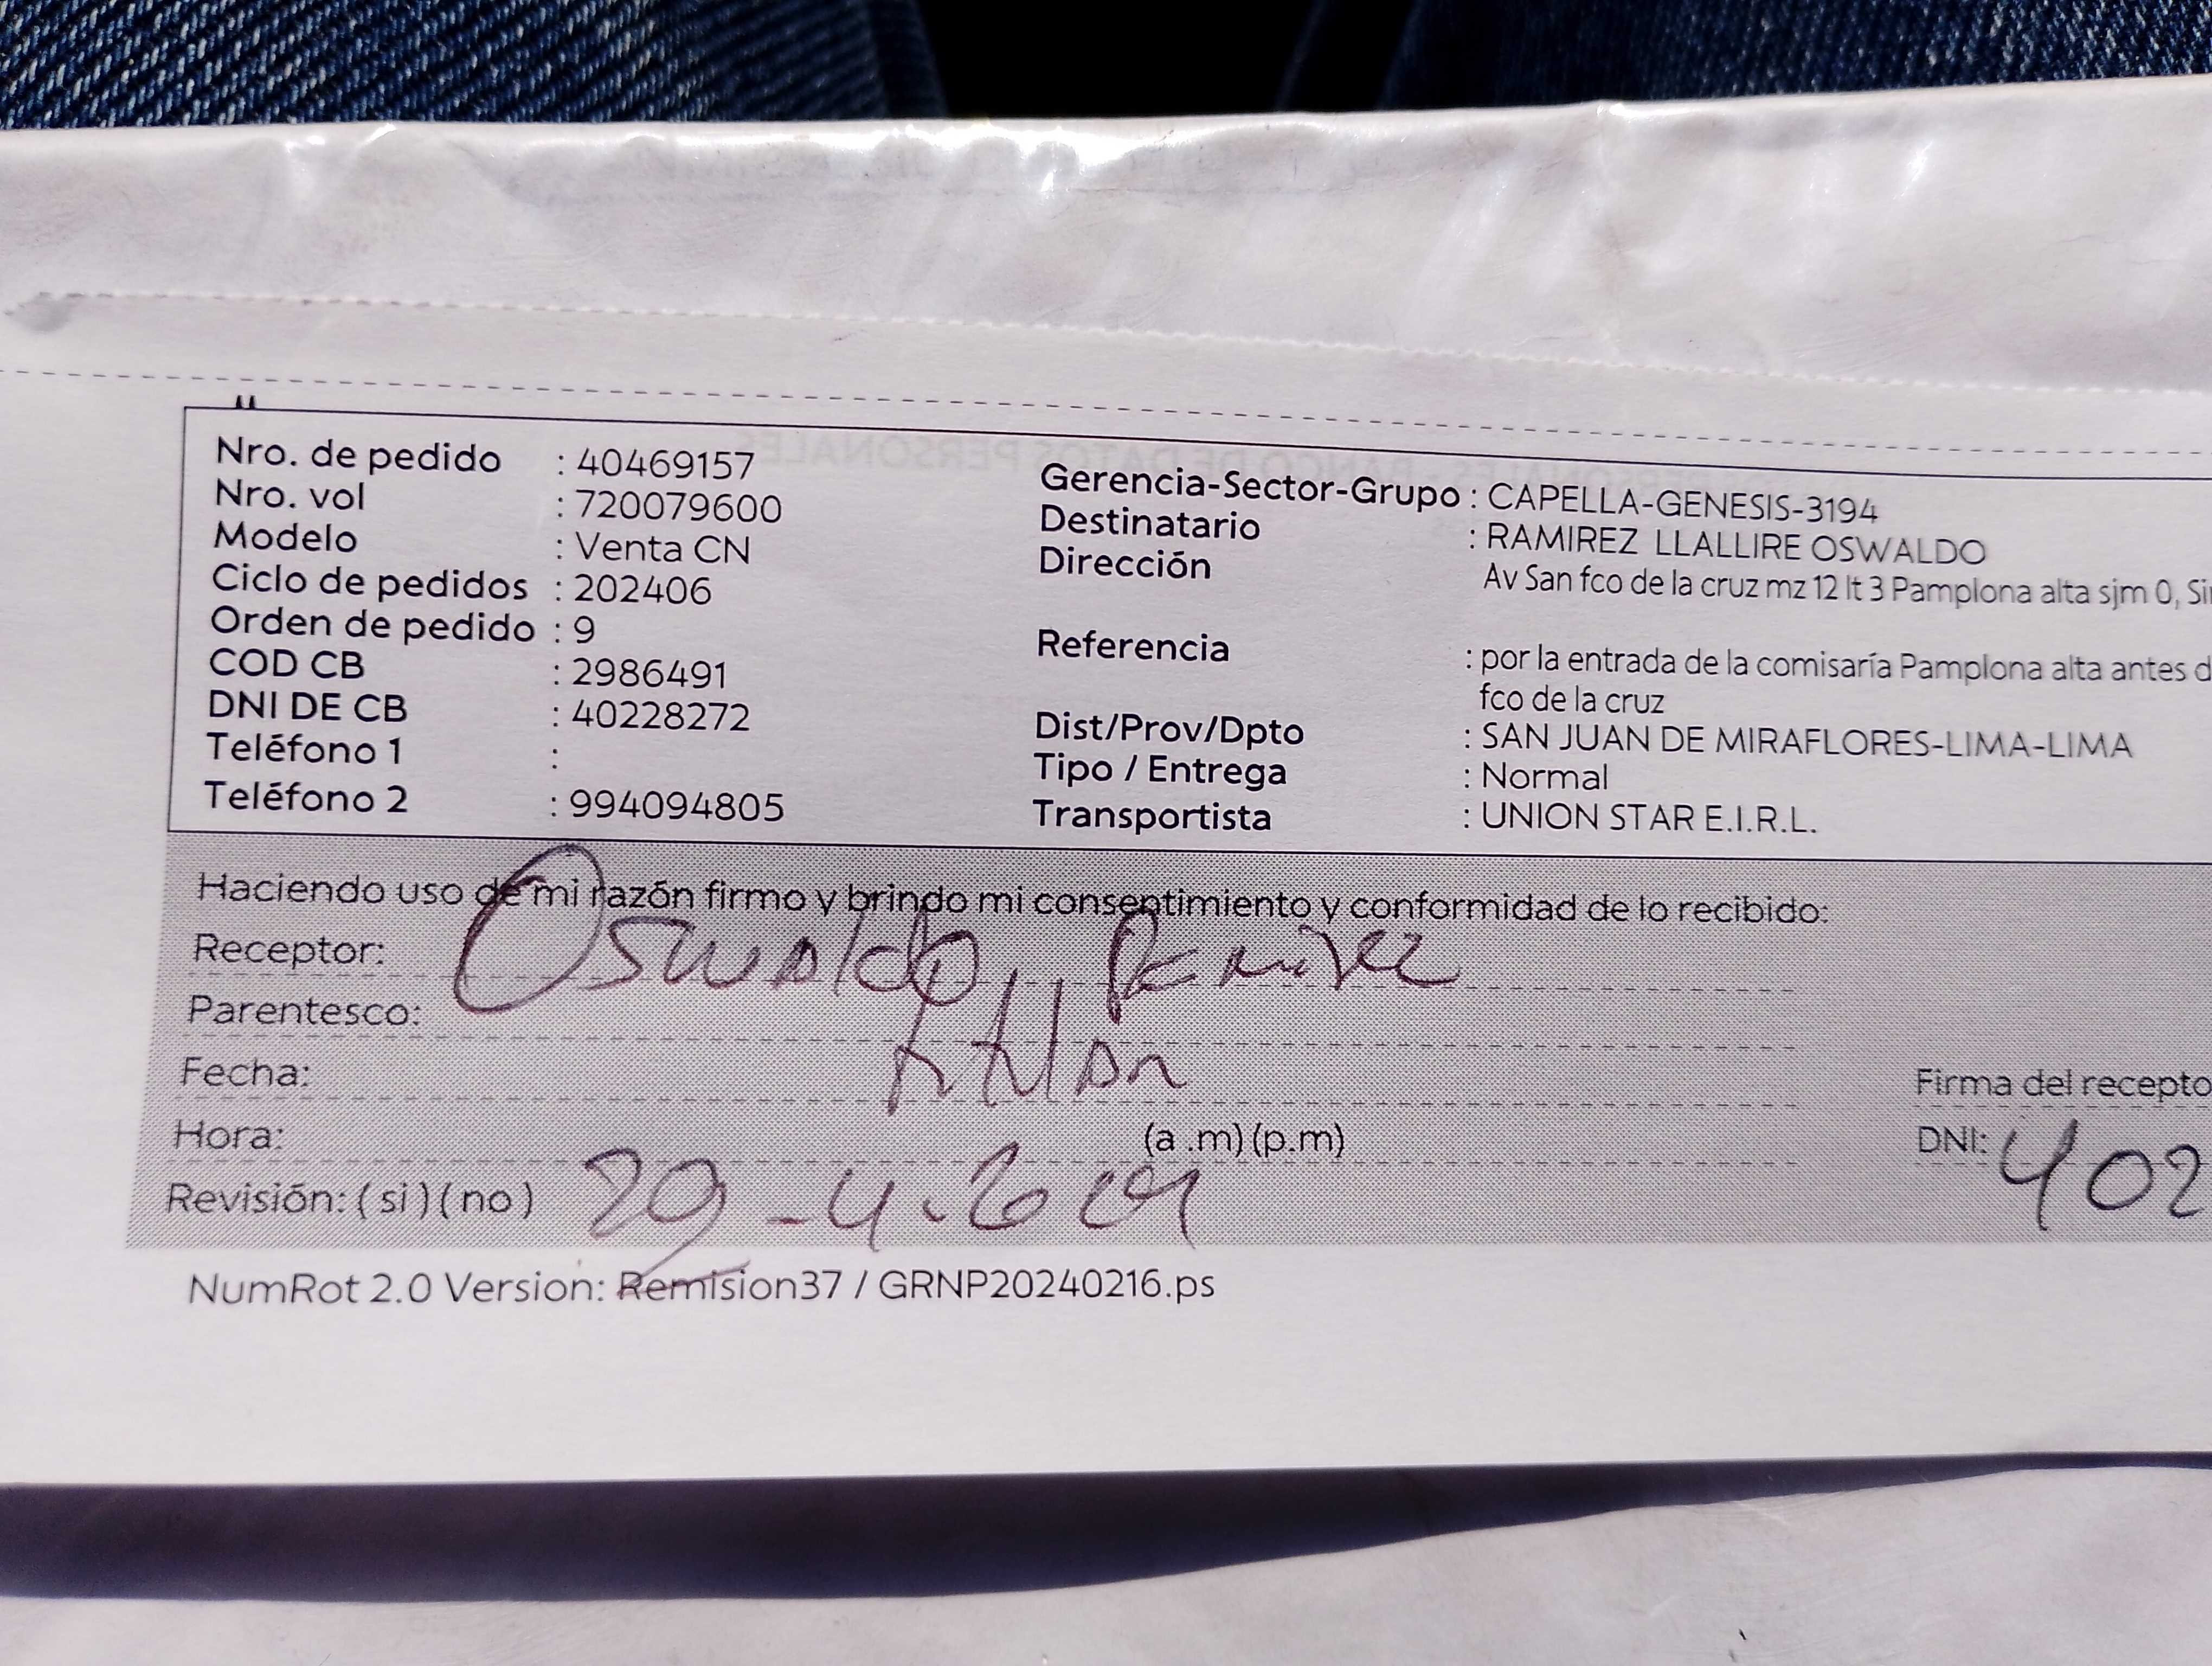 Nro. de pedido : 40469157
Nro. vol : 720079600
Modelo : Venta CN
Ciclo de pedidos : 202406
Orden de pedido : 9
COD CB : 2986491
DNI DE CB : 40228272
Teléfono 1 :
Teléfono 2 : 994094805
Gerencia-Sector-Grupo : CAPELLA-GENESIS-3194
Destinatario : RAMIREZ LLALLIRE OSWALDO
Dirección Av San fco de la cruz mz 12 lt 3 Pamplona alta sjm 0,
Referencia : por la entrada de la comisaría Pamplona alta antes
fco de la cruz
Dist/Prov/Dpto : SAN JUAN DE MIRAFLORES-LIMA-LIMA
Tipo / Entrega : Normal
Transportista : UNION STAR E.I.R.L.
Haciendo uso de mi razón firmo y brindo mi consentimiento y conformidad de lo recibido:
Receptor: Oswaldo Ramirez
Parentesco:
Fecha:
Firma del recepto
Hora: (a .m) (p.m)
DNI: 402
Revisión: ( si ) ( no )
NumRot 2.0 Version: Remision37 / GRNP20240216.ps